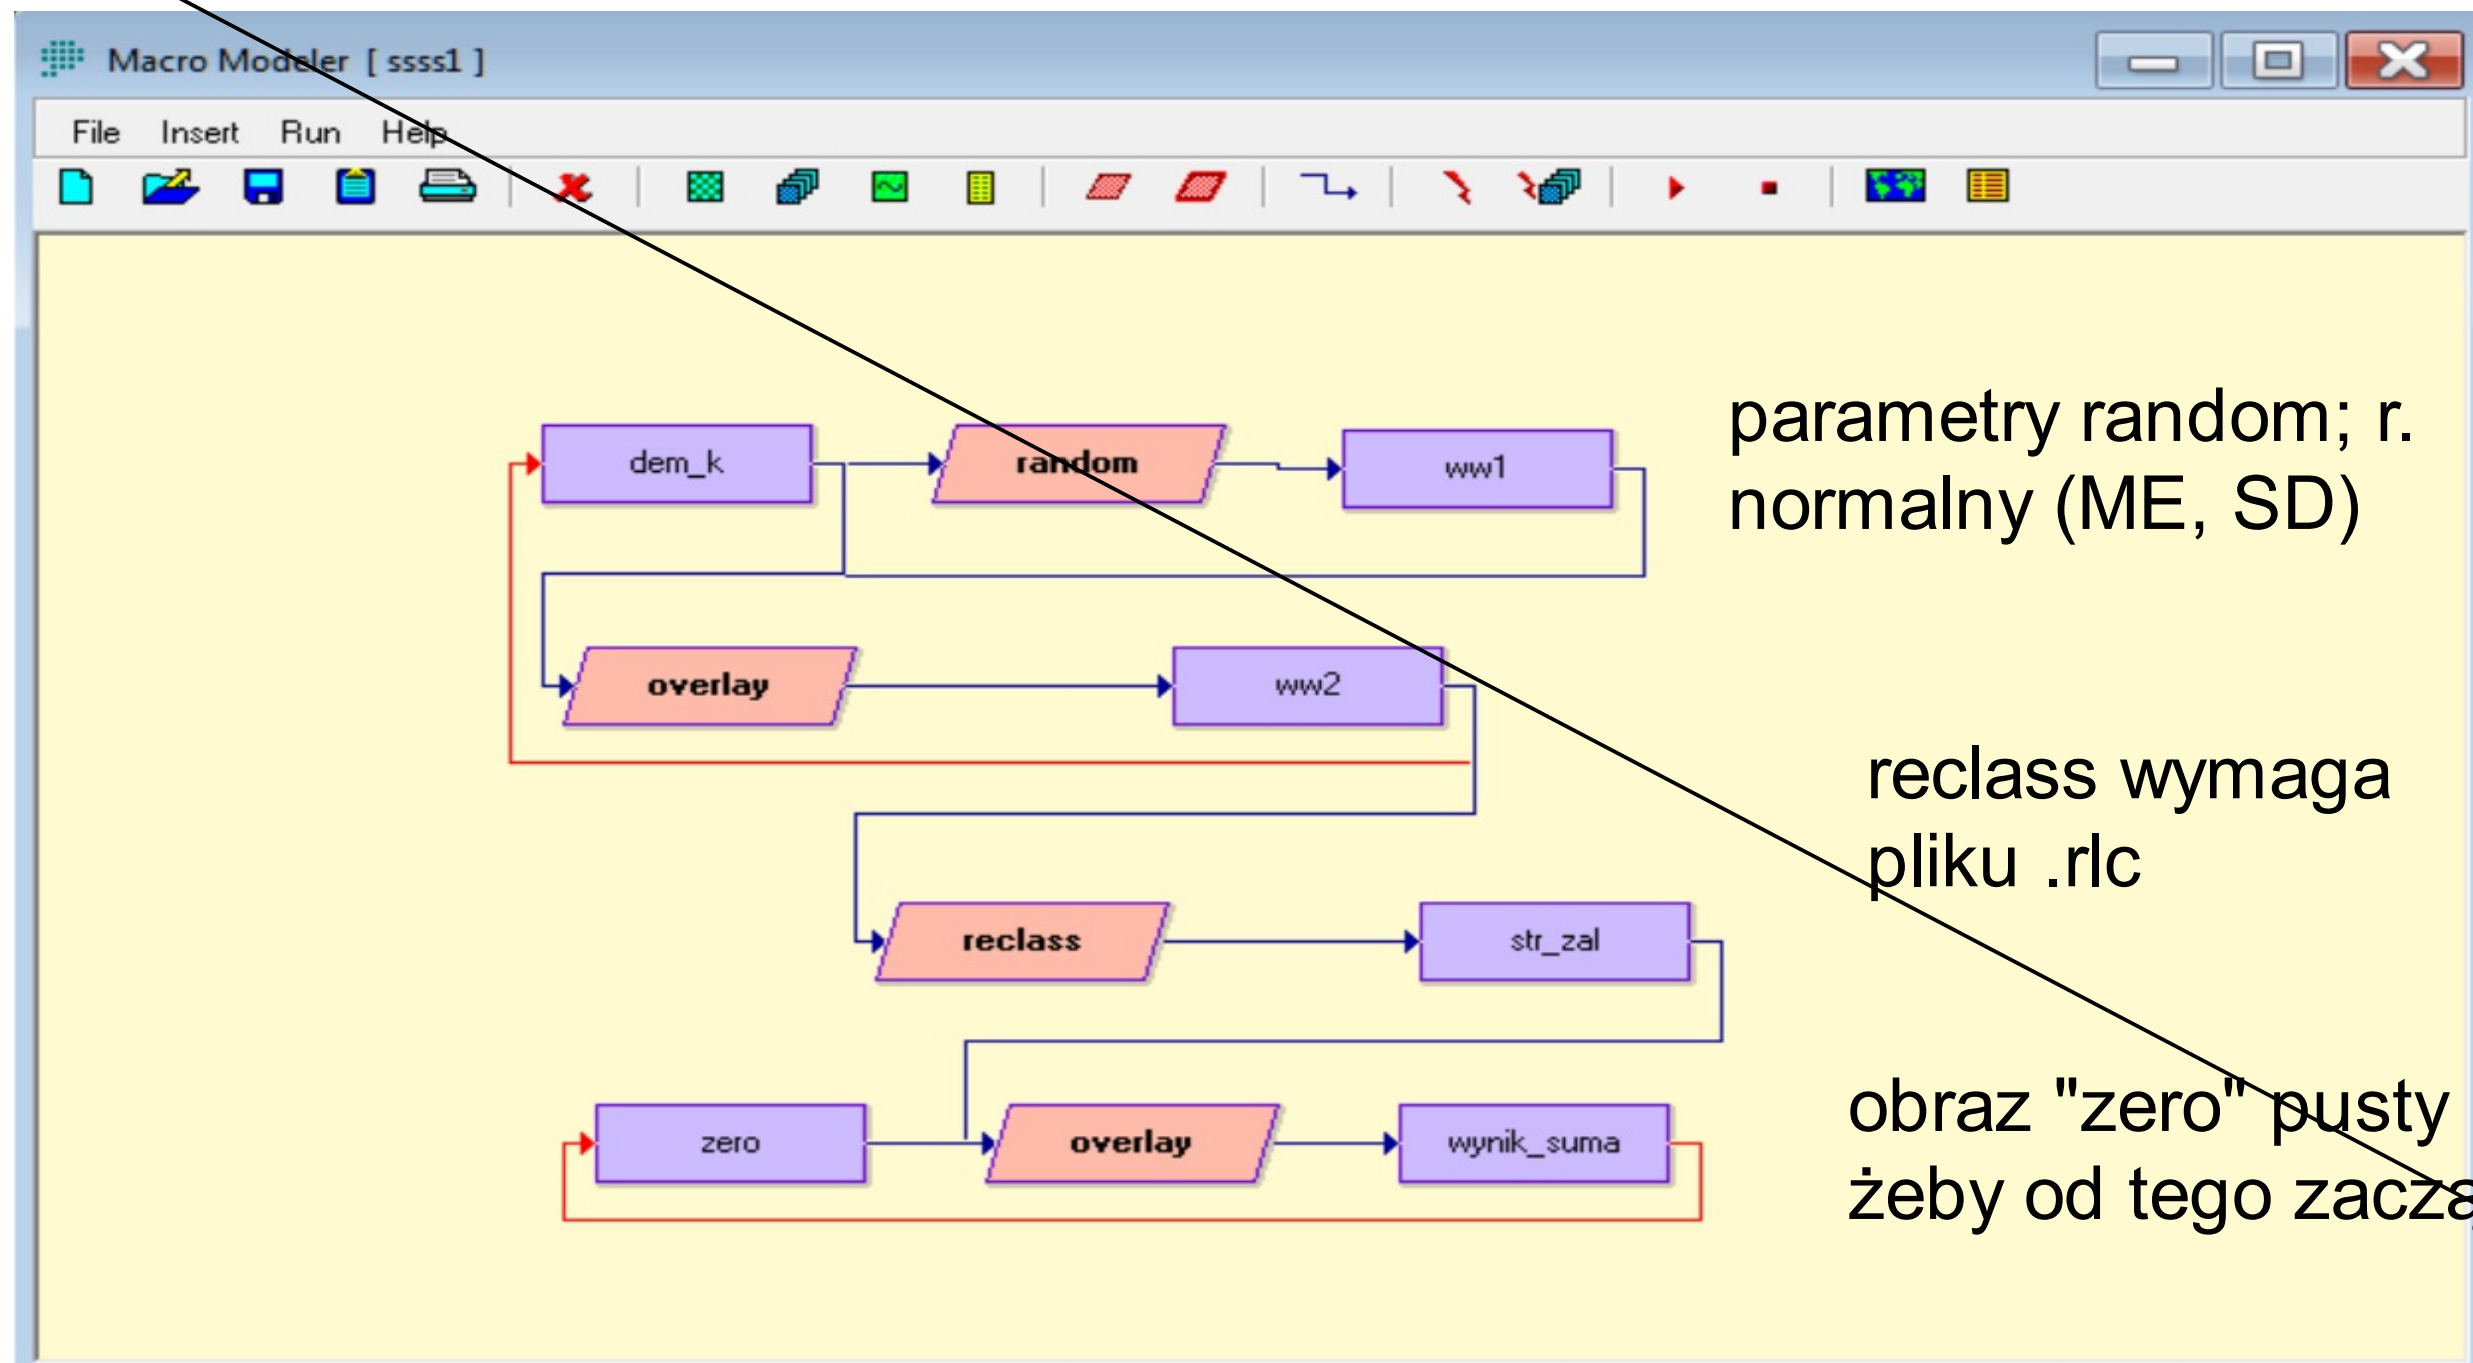 Macro Modeler [ ssss1 ]
File Insert Run Help
dem_k random ww1
parametry random; r.
normalny (ME, SD)
overlay ww2
reclass wymaga
pliku .rlc
reclass str_zal
obraz "zero" pusty
żeby od tego
zero overlay wynik_suma